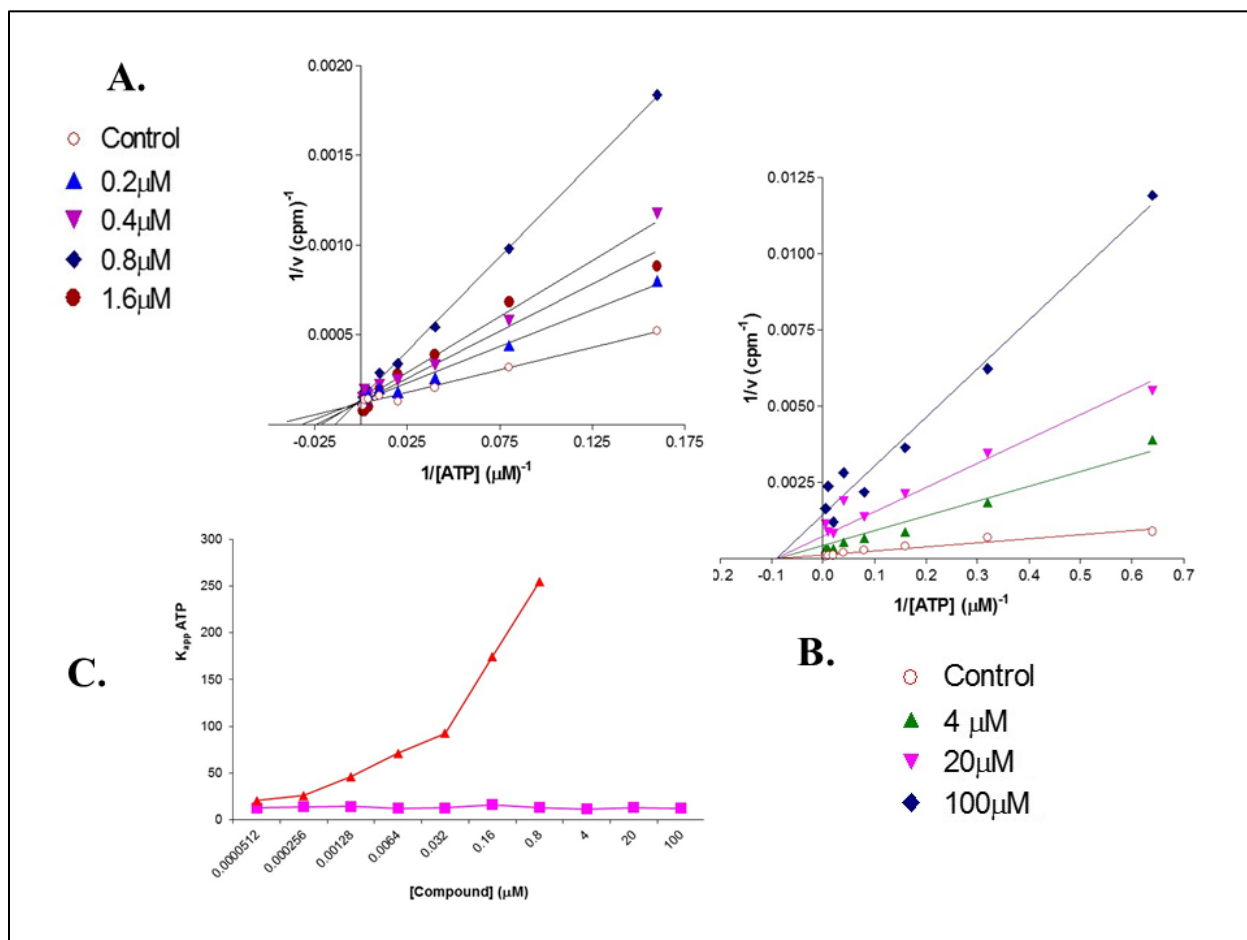 A.
Control
0.2µM
0.4µM
0.8µM
1.6µM
0.0020
0.0015
0.0010
0.0005
1/v (cpm)⁻¹
-0.025
0.025
0.075
0.125
0.175
1/[ATP] (µM)⁻¹
0.0125
0.0100
0.0075
0.0050
0.0025
1/v (cpm⁻¹)
0.2
-0.1
0.0
0.1
0.2
0.3
0.4
0.5
0.6
0.7
1/[ATP] (µM)⁻¹
B.
Control
4 µM
20µM
100µM
C.
300
250
200
150
100
50
0
K app ATP
0.0000512
0.000256
0.00128
0.0064
0.032
0.16
0.8
4
20
100
[Compound] (µM)